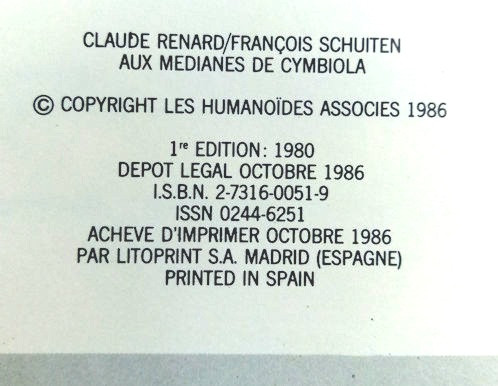 CLAUDE RENARD/FRANÇOIS SCHUITEN
AUX MEDIANES DE CYMBIOLA
© COPYRIGHT LES HUMANOÏDES ASSOCIES 1986
1re EDITION: 1980
DEPOT LEGAL OCTOBRE 1986
I.S.B.N. 2-7316-0051-9
ISSN 0244-6251
ACHEVE D'IMPRIMER OCTOBRE 1986
PAR LITOPRINT S.A. MADRID (ESPAGNE)
PRINTED IN SPAIN